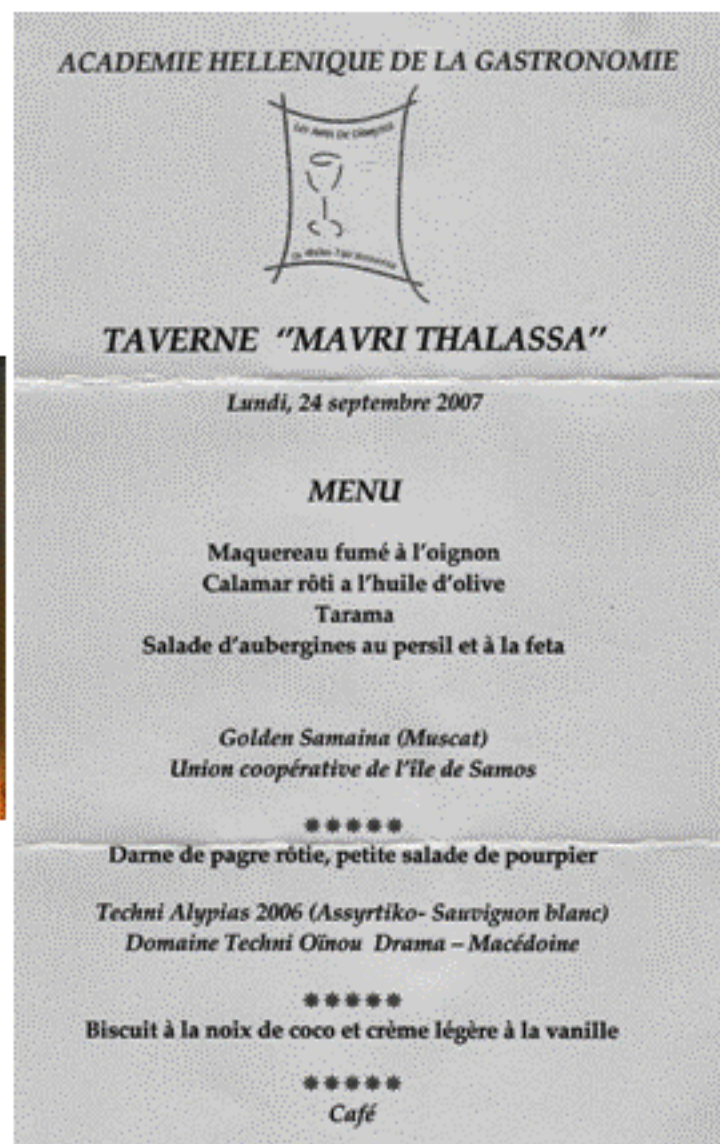 ACADEMIE HELLENIQUE DE LA GASTRONOMIE
TAVERNE ‘’MAVRI THALASSA’’
Lundi, 24 septembre 2007
MENU
Maquereau fumé à l’oignon
Calamar rôti a l’huile d’olive
Tarama
Salade d’aubergines au persil et à la feta
Golden Samaina (Muscat)
Union coopérative de l’île de Samos
*****
Darne de pagre rôtie, petite salade de pourpier
Techni Alypias 2006 (Assyrtiko- Sauvignon blanc)
Domaine Techni Oïnou Drama – Macédoine
*****
Biscuit à la noix de coco et crème légère à la vanille
*****
Café